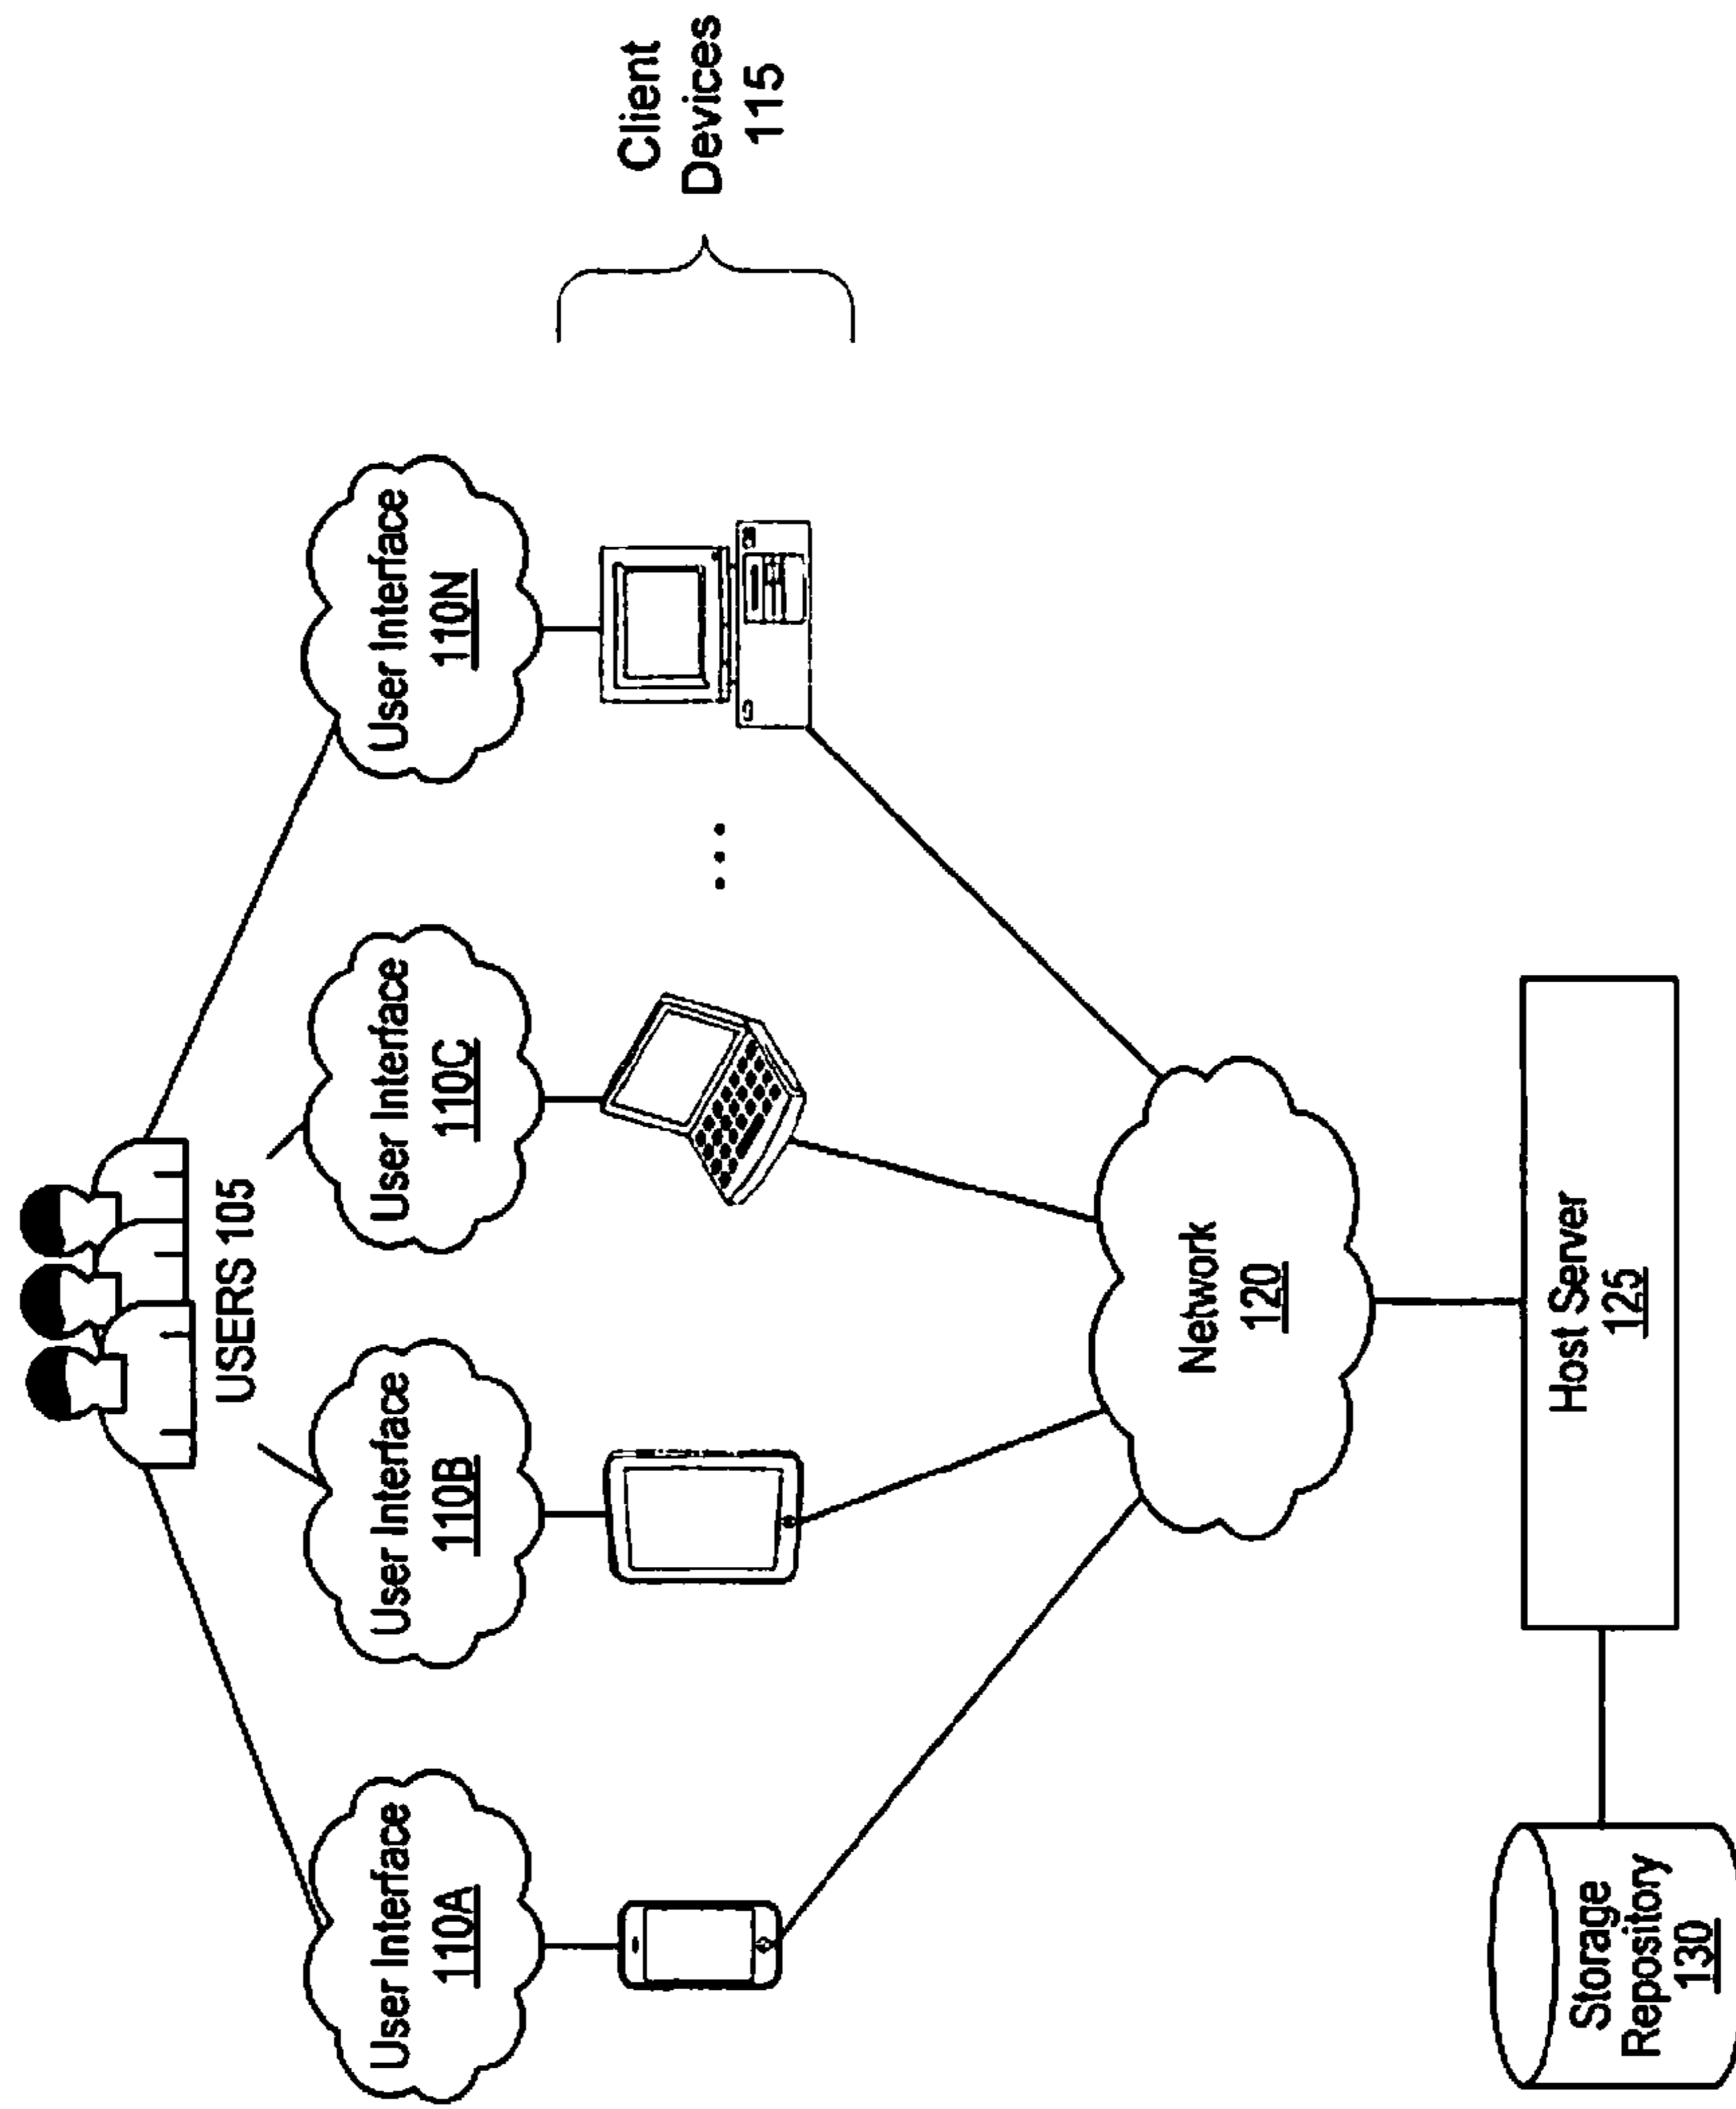 USERS 105
User Interface
110A
User Interface
110B
User Interface
110C
User Interface
110N
...
Client
Devices
115
Network
120
Host Server
125
Storage
Repository
130